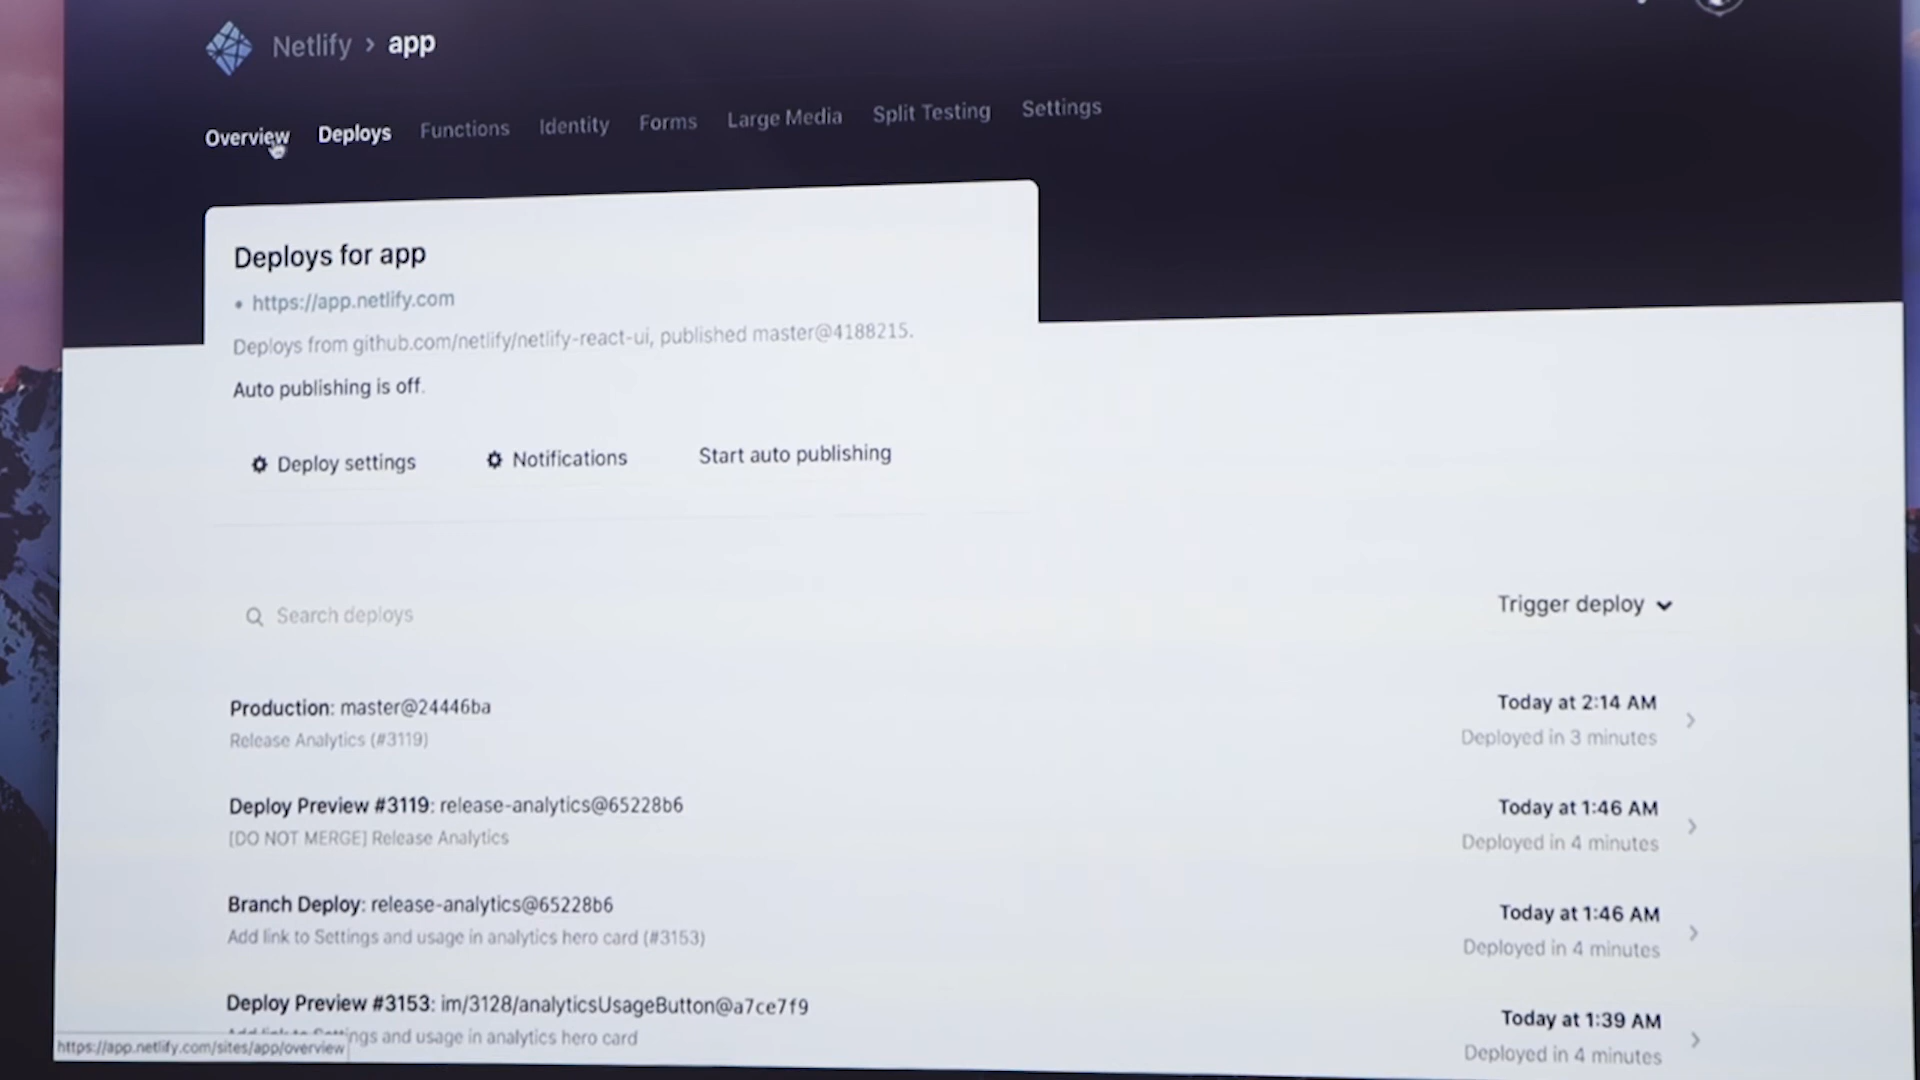 Netlify > app
Overview Deploys Functions Identity Forms Large Media Split Testing Settings
Deploys for app
• https://app.netlify.com
Deploys from github.com/netlify/netlify-react-ui, published master@4188215.
Auto publishing is off.
Deploy settings Notifications Start auto publishing
Search deploys
Trigger deploy
Production: master@24446ba
Today at 2:14 AM
Release Analytics (#3119)
Deployed in 3 minutes
Deploy Preview #3119: release-analytics@65228b6
Today at 1:46 AM
[DO NOT MERGE] Release Analytics
Deployed in 4 minutes
Branch Deploy: release-analytics@65228b6
Today at 1:46 AM
Add link to Settings and usage in analytics hero card (#3153)
Deployed in 4 minutes
Deploy Preview #3153: im/3128/analyticsUsageButton@a7ce7f9
Today at 1:39 AM
and usage in analytics hero card
Deployed in 4 minutes
https://app.netlify.com/sites/app/overview